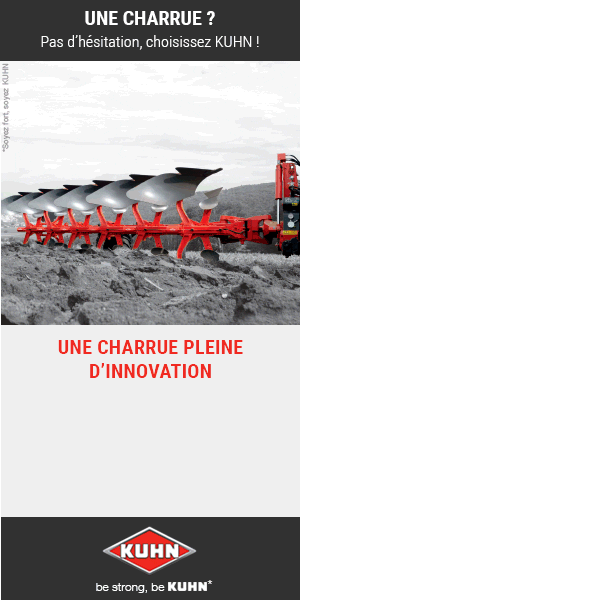 UNE CHARRUE ?
Pas d'hésitation, choisissez KUHN !
*Soyez fort, soyez KUHN
UNE CHARRUE PLEINE
D'INNOVATION
KUHN
be strong, be KUHN*